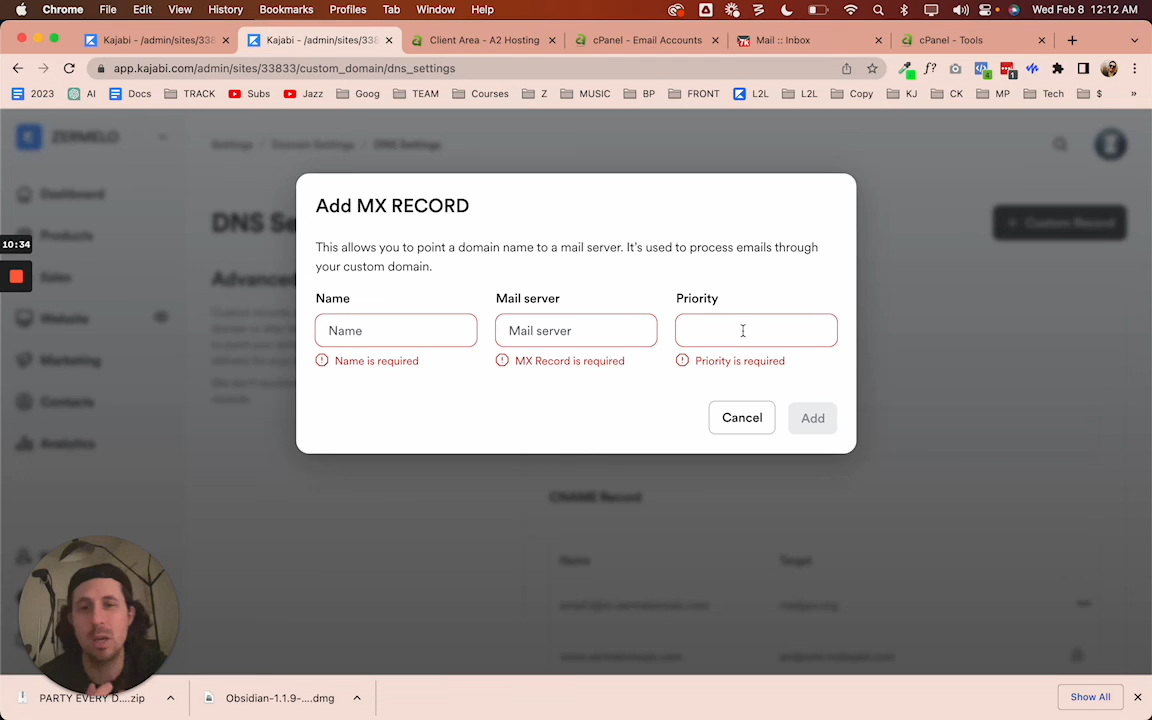 Chrome File Edit View History Bookmarks Profiles Tab Window Help Wed Feb 8 12:12 AM
Kajabi - /admin/sites/338 Kajabi - /admin/sites/338 Client Area - A2 Hosting cPanel - Email Accounts Mail :: Inbox cPanel - Tools
app.kajabi.com/admin/sites/33833/custom_domain/dns_settings
2023 AI Docs TRACK Subs Jazz Goog TEAM Courses Z MUSIC BP FRONT L2L L2L Copy KJ CK MP Tech $ »
ZERMELO
Settings / Domain Settings / DNS Settings
Dashboard
Products
Sales
Website
Marketing
Contacts
Analytics
DNS Se
+ Custom Record
Advanced
10:34
Add MX RECORD
This allows you to point a domain name to a mail server. It's used to process emails through
your custom domain.
Name Mail server Priority
Name Mail server
Name is required MX Record is required Priority is required
Cancel Add
CNAME Record
Name Target
PARTY EVERY D....zip Obsidian-1.1.9-....dmg Show All